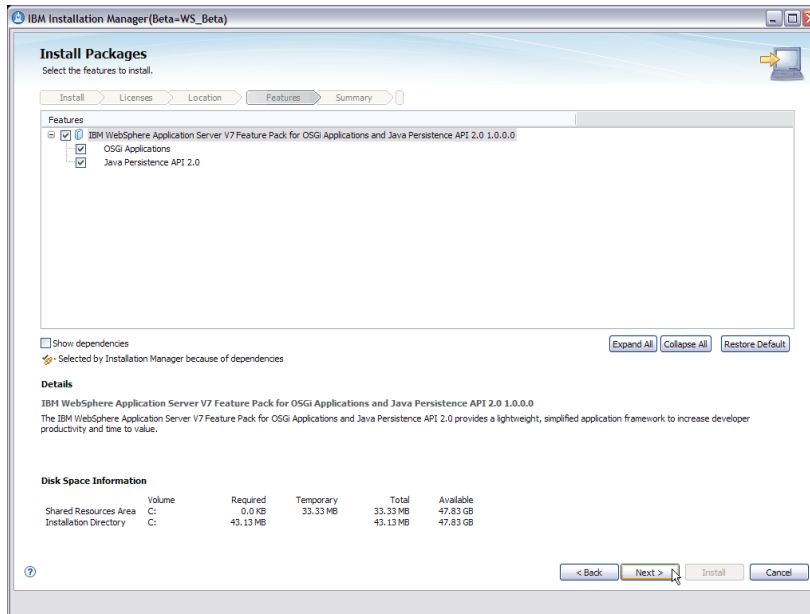 IBM Installation Manager(Beta=WS_Beta)
Install Packages
Select the features to install.
Install Licenses Location Features Summary
Features
IBM WebSphere Application Server V7 Feature Pack for OSGi Applications and Java Persistence API 2.0 1.0.0.0
OSGi Applications
Java Persistence API 2.0
Show dependencies
Expand All Collapse All Restore Default
- Selected by Installation Manager because of dependencies
Details
IBM WebSphere Application Server V7 Feature Pack for OSGi Applications and Java Persistence API 2.0 1.0.0.0
The IBM WebSphere Application Server V7 Feature Pack for OSGi Applications and Java Persistence API 2.0 provides a lightweight, simplified application framework to increase developer
productivity and time to value.
Disk Space Information
Volume Required Temporary Total Available
Shared Resources Area C: 0.0 KB 33.33 MB 33.33 MB 47.83 GB
Installation Directory C: 43.13 MB 43.13 MB 47.83 GB
? < Back Next > Install Cancel